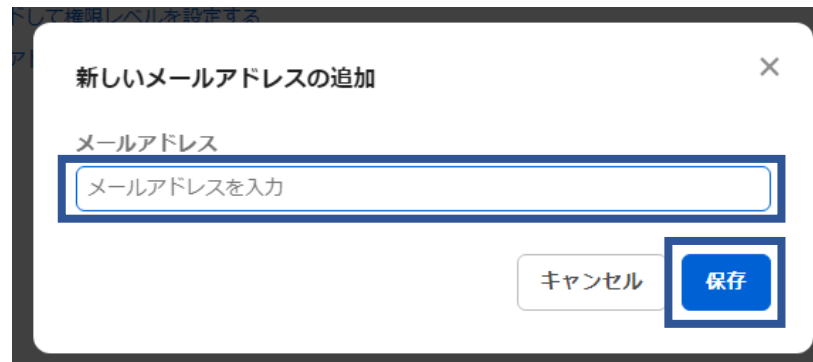 して権限レベルを設定する
新しいメールアドレスの追加
メールアドレス
メールアドレスを入力
キャンセル
保存